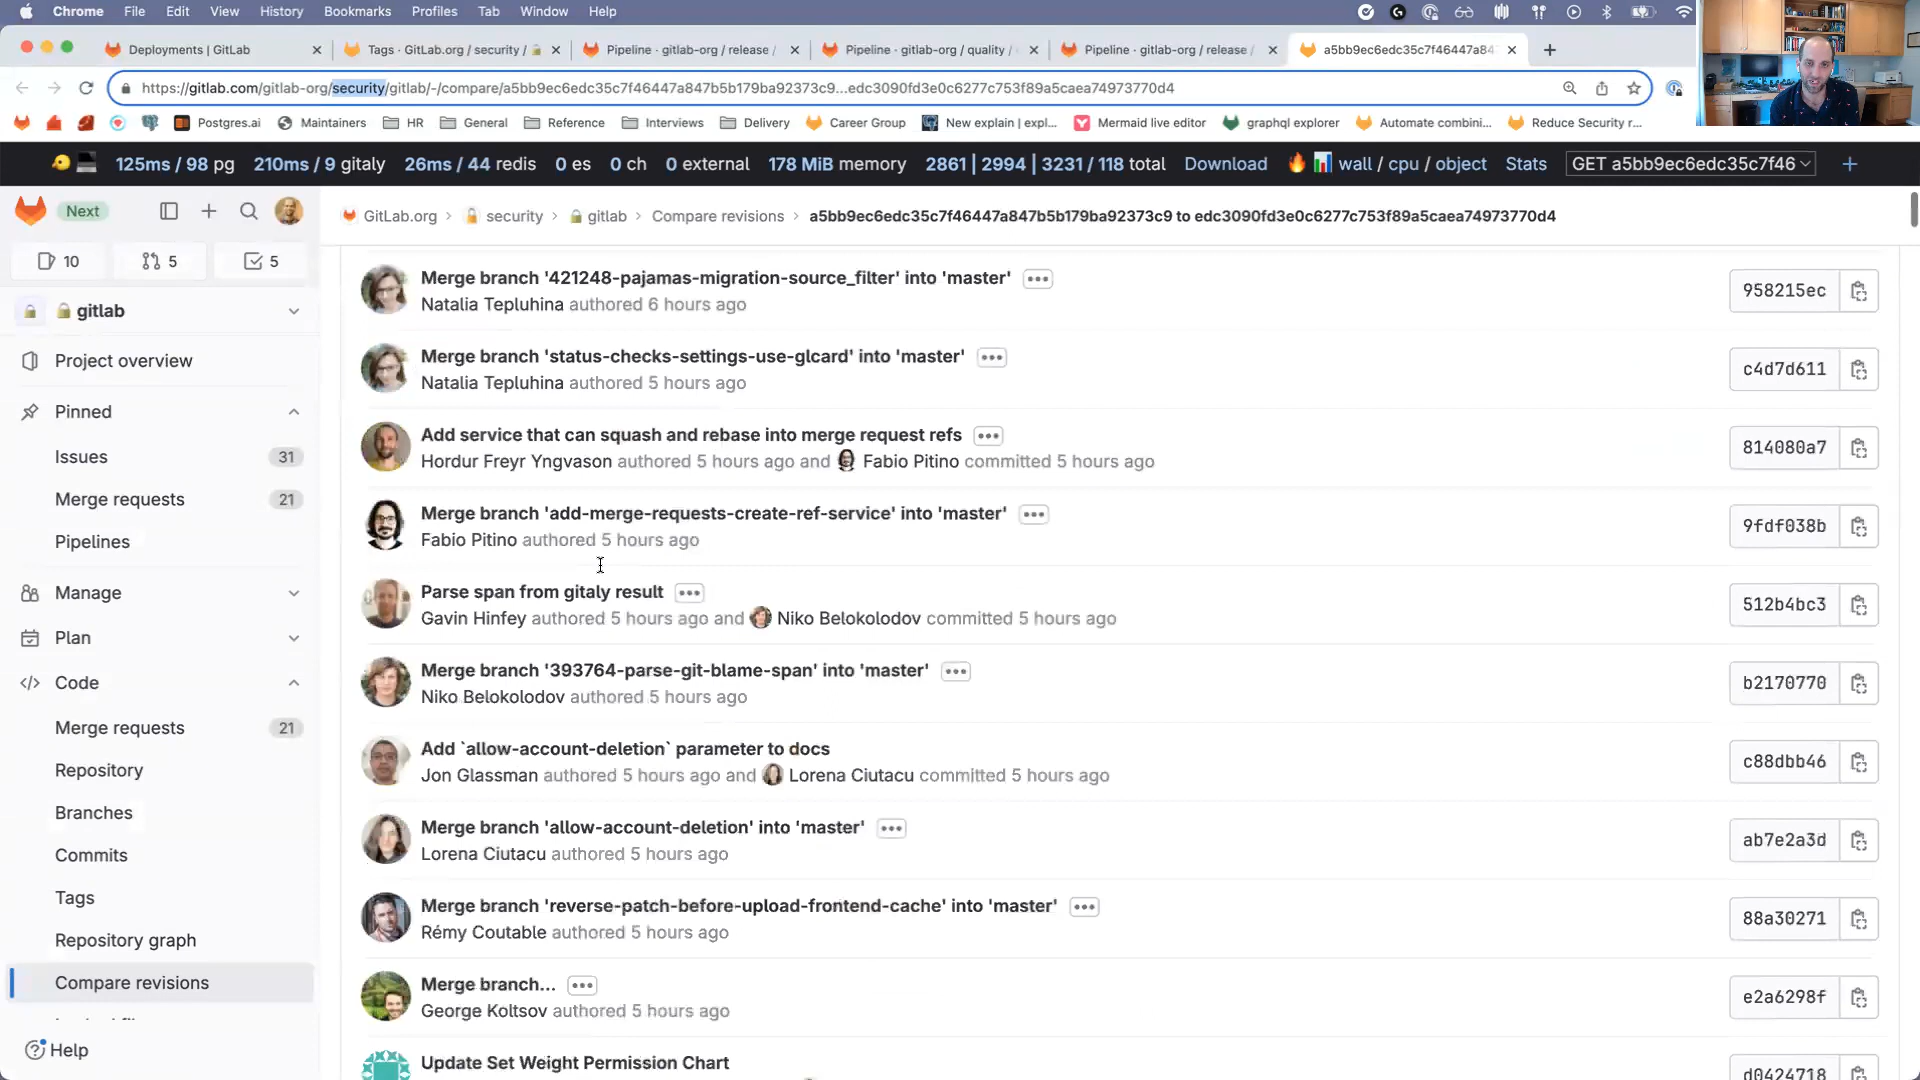 Chrome File Edit View History Bookmarks Profiles Tab Window Help
Deployments | GitLab
Tags · GitLab.org / security /
Pipeline · gitlab-org / release /
Pipeline · gitlab-org / quality /
Pipeline · gitlab-org / release /
a5bb9ec6edc35c7f46447a84
https://gitlab.com/gitlab-org/security/gitlab/-/compare/a5bb9ec6edc35c7f46447a847b5b179ba92373c9...edc3090fd3e0c6277c753f89a5caea74973770d4
Postgres.ai Maintainers HR General Reference Interviews Delivery Career Group New explain | expl... Mermaid live editor graphql explorer Automate combini... Reduce Security r...
125ms / 98 pg 210ms / 9 gitaly 26ms / 44 redis 0 es 0 ch 0 external 178 MiB memory 2861 | 2994 | 3231 / 118 total Download wall / cpu / object Stats GET a5bb9ec6edc35c7f46
Next
10 5 5
gitlab
Project overview
Pinned
Issues 31
Merge requests 21
Pipelines
Manage
Plan
Code
Merge requests 21
Repository
Branches
Commits
Tags
Repository graph
Compare revisions
Help
GitLab.org › security › gitlab › Compare revisions › a5bb9ec6edc35c7f46447a847b5b179ba92373c9 to edc3090fd3e0c6277c753f89a5caea74973770d4
Merge branch '421248-pajamas-migration-source_filter' into 'master'
Natalia Tepluhina authored 6 hours ago
958215ec
Merge branch 'status-checks-settings-use-glcard' into 'master'
Natalia Tepluhina authored 5 hours ago
c4d7d611
Add service that can squash and rebase into merge request refs
Hordur Freyr Yngvason authored 5 hours ago and Fabio Pitino committed 5 hours ago
814080a7
Merge branch 'add-merge-requests-create-ref-service' into 'master'
Fabio Pitino authored 5 hours ago
9fdf038b
Parse span from gitaly result
Gavin Hinfey authored 5 hours ago and Niko Belokolodov committed 5 hours ago
512b4bc3
Merge branch '393764-parse-git-blame-span' into 'master'
Niko Belokolodov authored 5 hours ago
b2170770
Add `allow-account-deletion` parameter to docs
Jon Glassman authored 5 hours ago and Lorena Ciutacu committed 5 hours ago
c88dbb46
Merge branch 'allow-account-deletion' into 'master'
Lorena Ciutacu authored 5 hours ago
ab7e2a3d
Merge branch 'reverse-patch-before-upload-frontend-cache' into 'master'
Rémy Coutable authored 5 hours ago
88a30271
Merge branch...
George Koltsov authored 5 hours ago
e2a6298f
Update Set Weight Permission Chart
d0424718